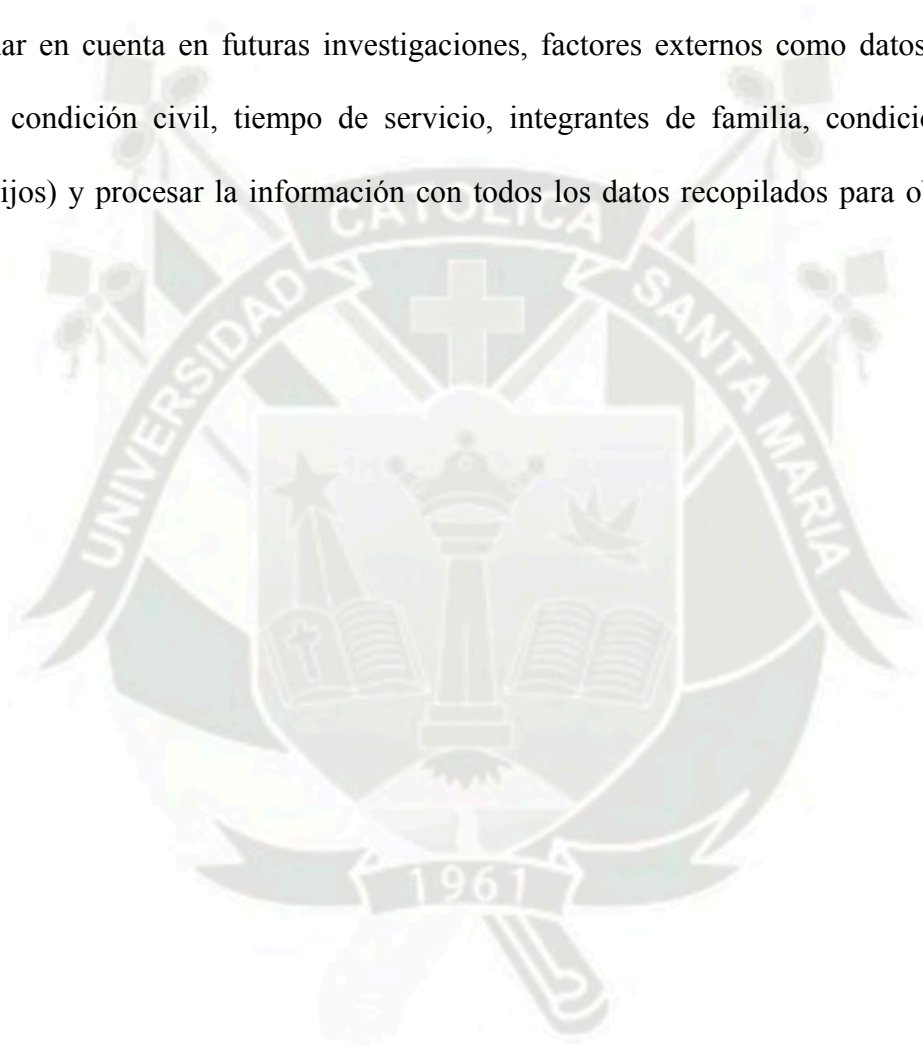 ar en cuenta en futuras investigaciones, factores externos como datos
condición civil, tiempo de servicio, integrantes de familia, condici
ijos) y procesar la información con todos los datos recopilados para o
UNIVERSIDAD CATOLICA SANTA MARIA
1961